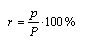 r = p/P · 100%